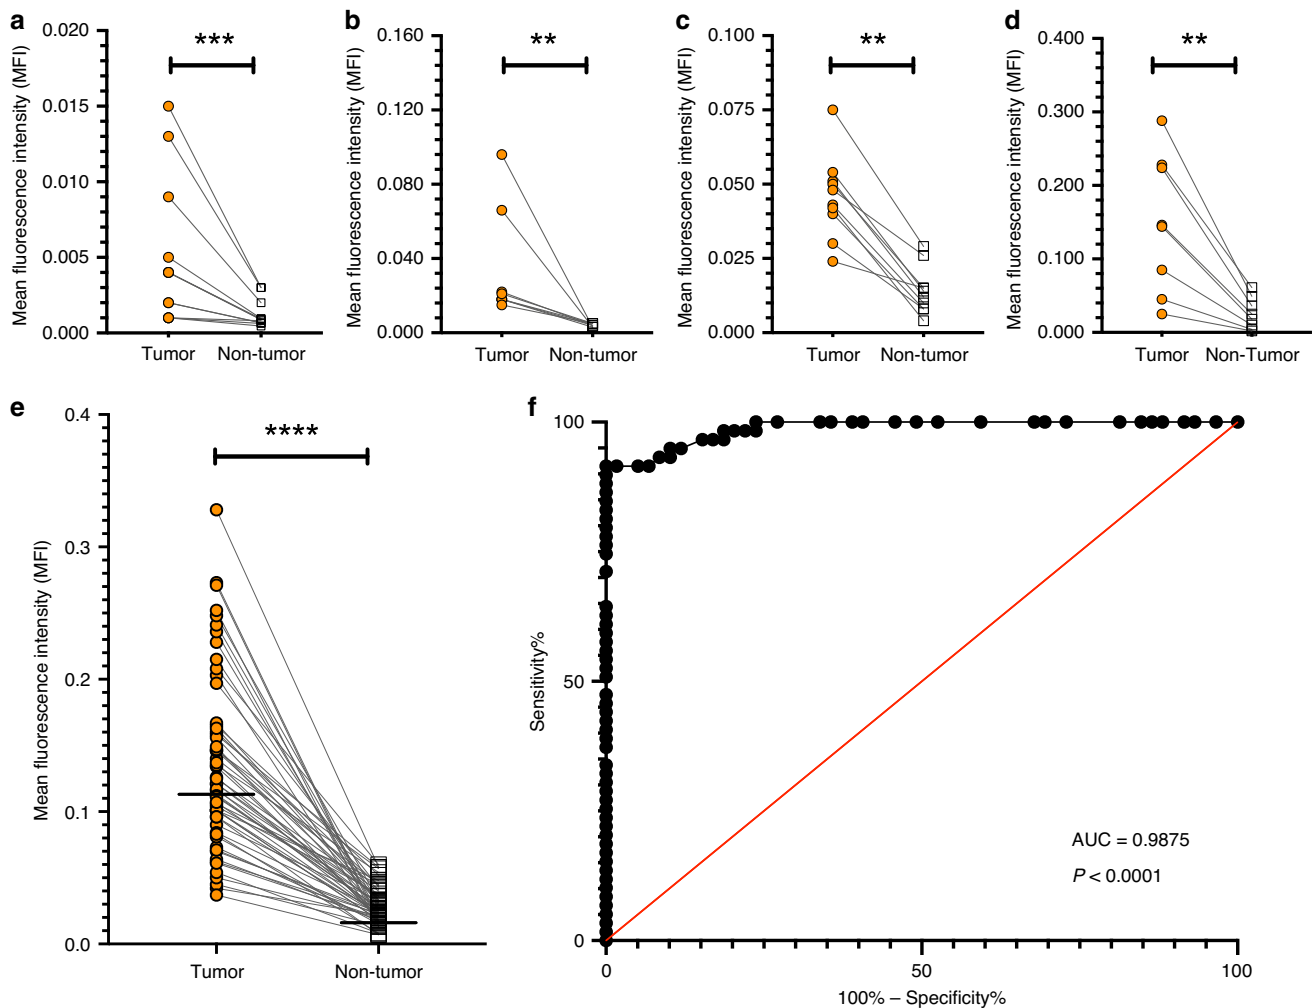 a
Mean fluorescence intensity (MFI)
0.020
0.015
0.010
0.005
0.000
***
Tumor
Non-tumor
b
Mean fluorescence intensity (MFI)
0.160
0.120
0.080
0.040
0.000
**
Tumor
Non-tumor
c
Mean fluorescence intensity (MFI)
0.100
0.075
0.050
0.025
0.000
**
Tumor
Non-tumor
d
Mean fluorescence intensity (MFI)
0.400
0.300
0.200
0.100
0.000
**
Tumor
Non-Tumor
e
Mean fluorescence intensity (MFI)
0.4
0.3
0.2
0.1
0.0
****
Tumor
Non-tumor
f
Sensitivity%
100
50
0
AUC = 0.9875
P < 0.0001
0
50
100
100% – Specificity%